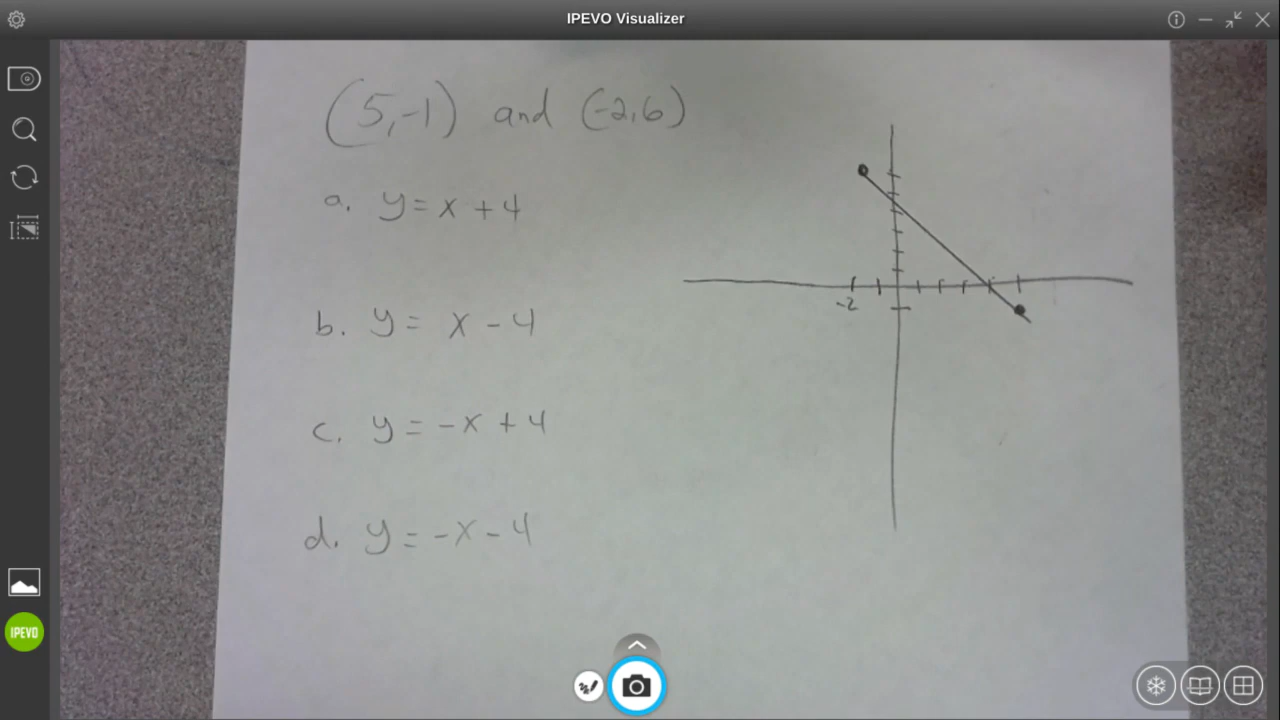 IPEVO Visualizer
(5,-1) and (-2,6)
a. y = x + 4
b. y = x - 4
c. y = -x + 4
d. y = -x - 4
-2
IPEVO